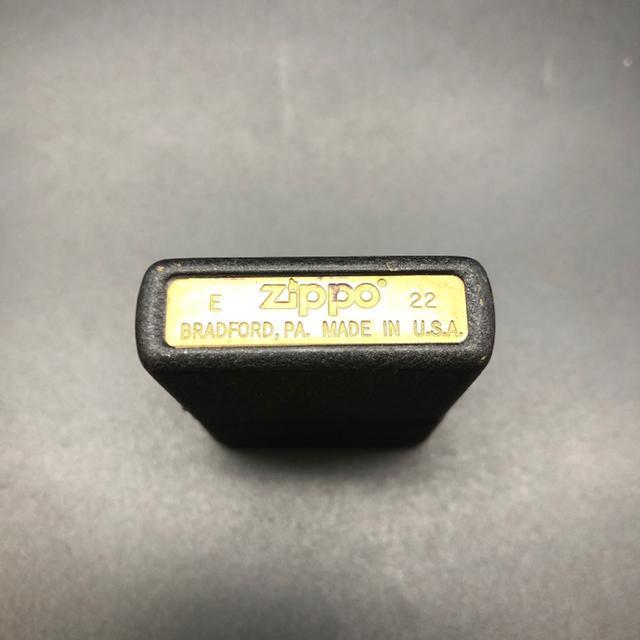 E zippo® 22
BRADFORD, PA. MADE IN U.S.A.